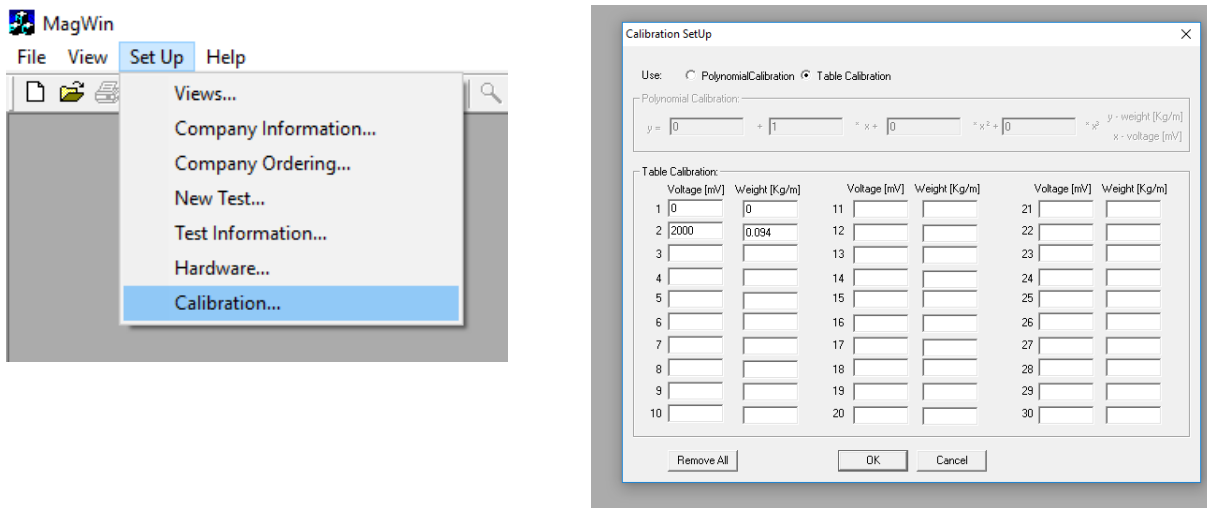 MagWin
File View Set Up Help
Views...
Company Information...
Company Ordering...
New Test...
Test Information...
Hardware...
Calibration...
Calibration SetUp
Use: PolynomialCalibration Table Calibration
Polynomial Calibration:
y = 0 + 1 * x + 0 * x² + 0 * x³ y - weight [Kg/m]
x - voltage [mV]
Table Calibration:
Voltage [mV] Weight [Kg/m] Voltage [mV] Weight [Kg/m] Voltage [mV] Weight [Kg/m]
1 0 0 11 21
2 2000 0.094 12 22
3 13 23
4 14 24
5 15 25
6 16 26
7 17 27
8 18 28
9 19 29
10 20 30
Remove All OK Cancel